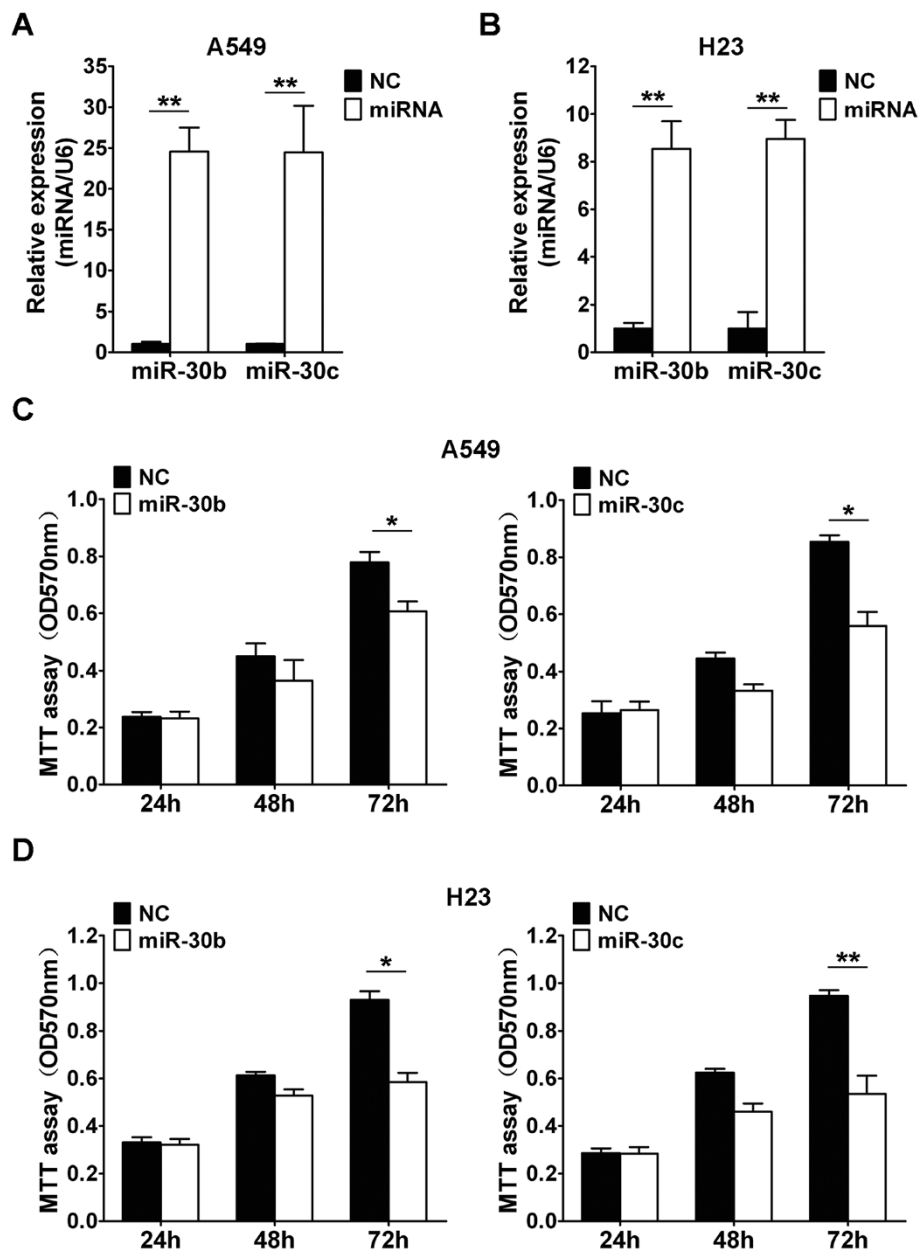 A
A549
Relative expression
(miRNA/U6)
35
30
25
20
15
10
5
0
**
**
NC
miRNA
miR-30b
miR-30c
B
H23
Relative expression
(miRNA/U6)
12
10
8
6
4
2
0
**
**
NC
miRNA
miR-30b
miR-30c
C
A549
NC
miR-30b
MTT assay（OD570nm）
1.0
0.8
0.6
0.4
0.2
0.0
*
24h
48h
72h
NC
miR-30c
MTT assay（OD570nm）
1.0
0.8
0.6
0.4
0.2
0.0
*
24h
48h
72h
D
H23
NC
miR-30b
MTT assay（OD570nm）
1.2
1.0
0.8
0.6
0.4
0.2
0.0
*
24h
48h
72h
NC
miR-30c
MTT assay（OD570nm）
1.2
1.0
0.8
0.6
0.4
0.2
0.0
**
24h
48h
72h